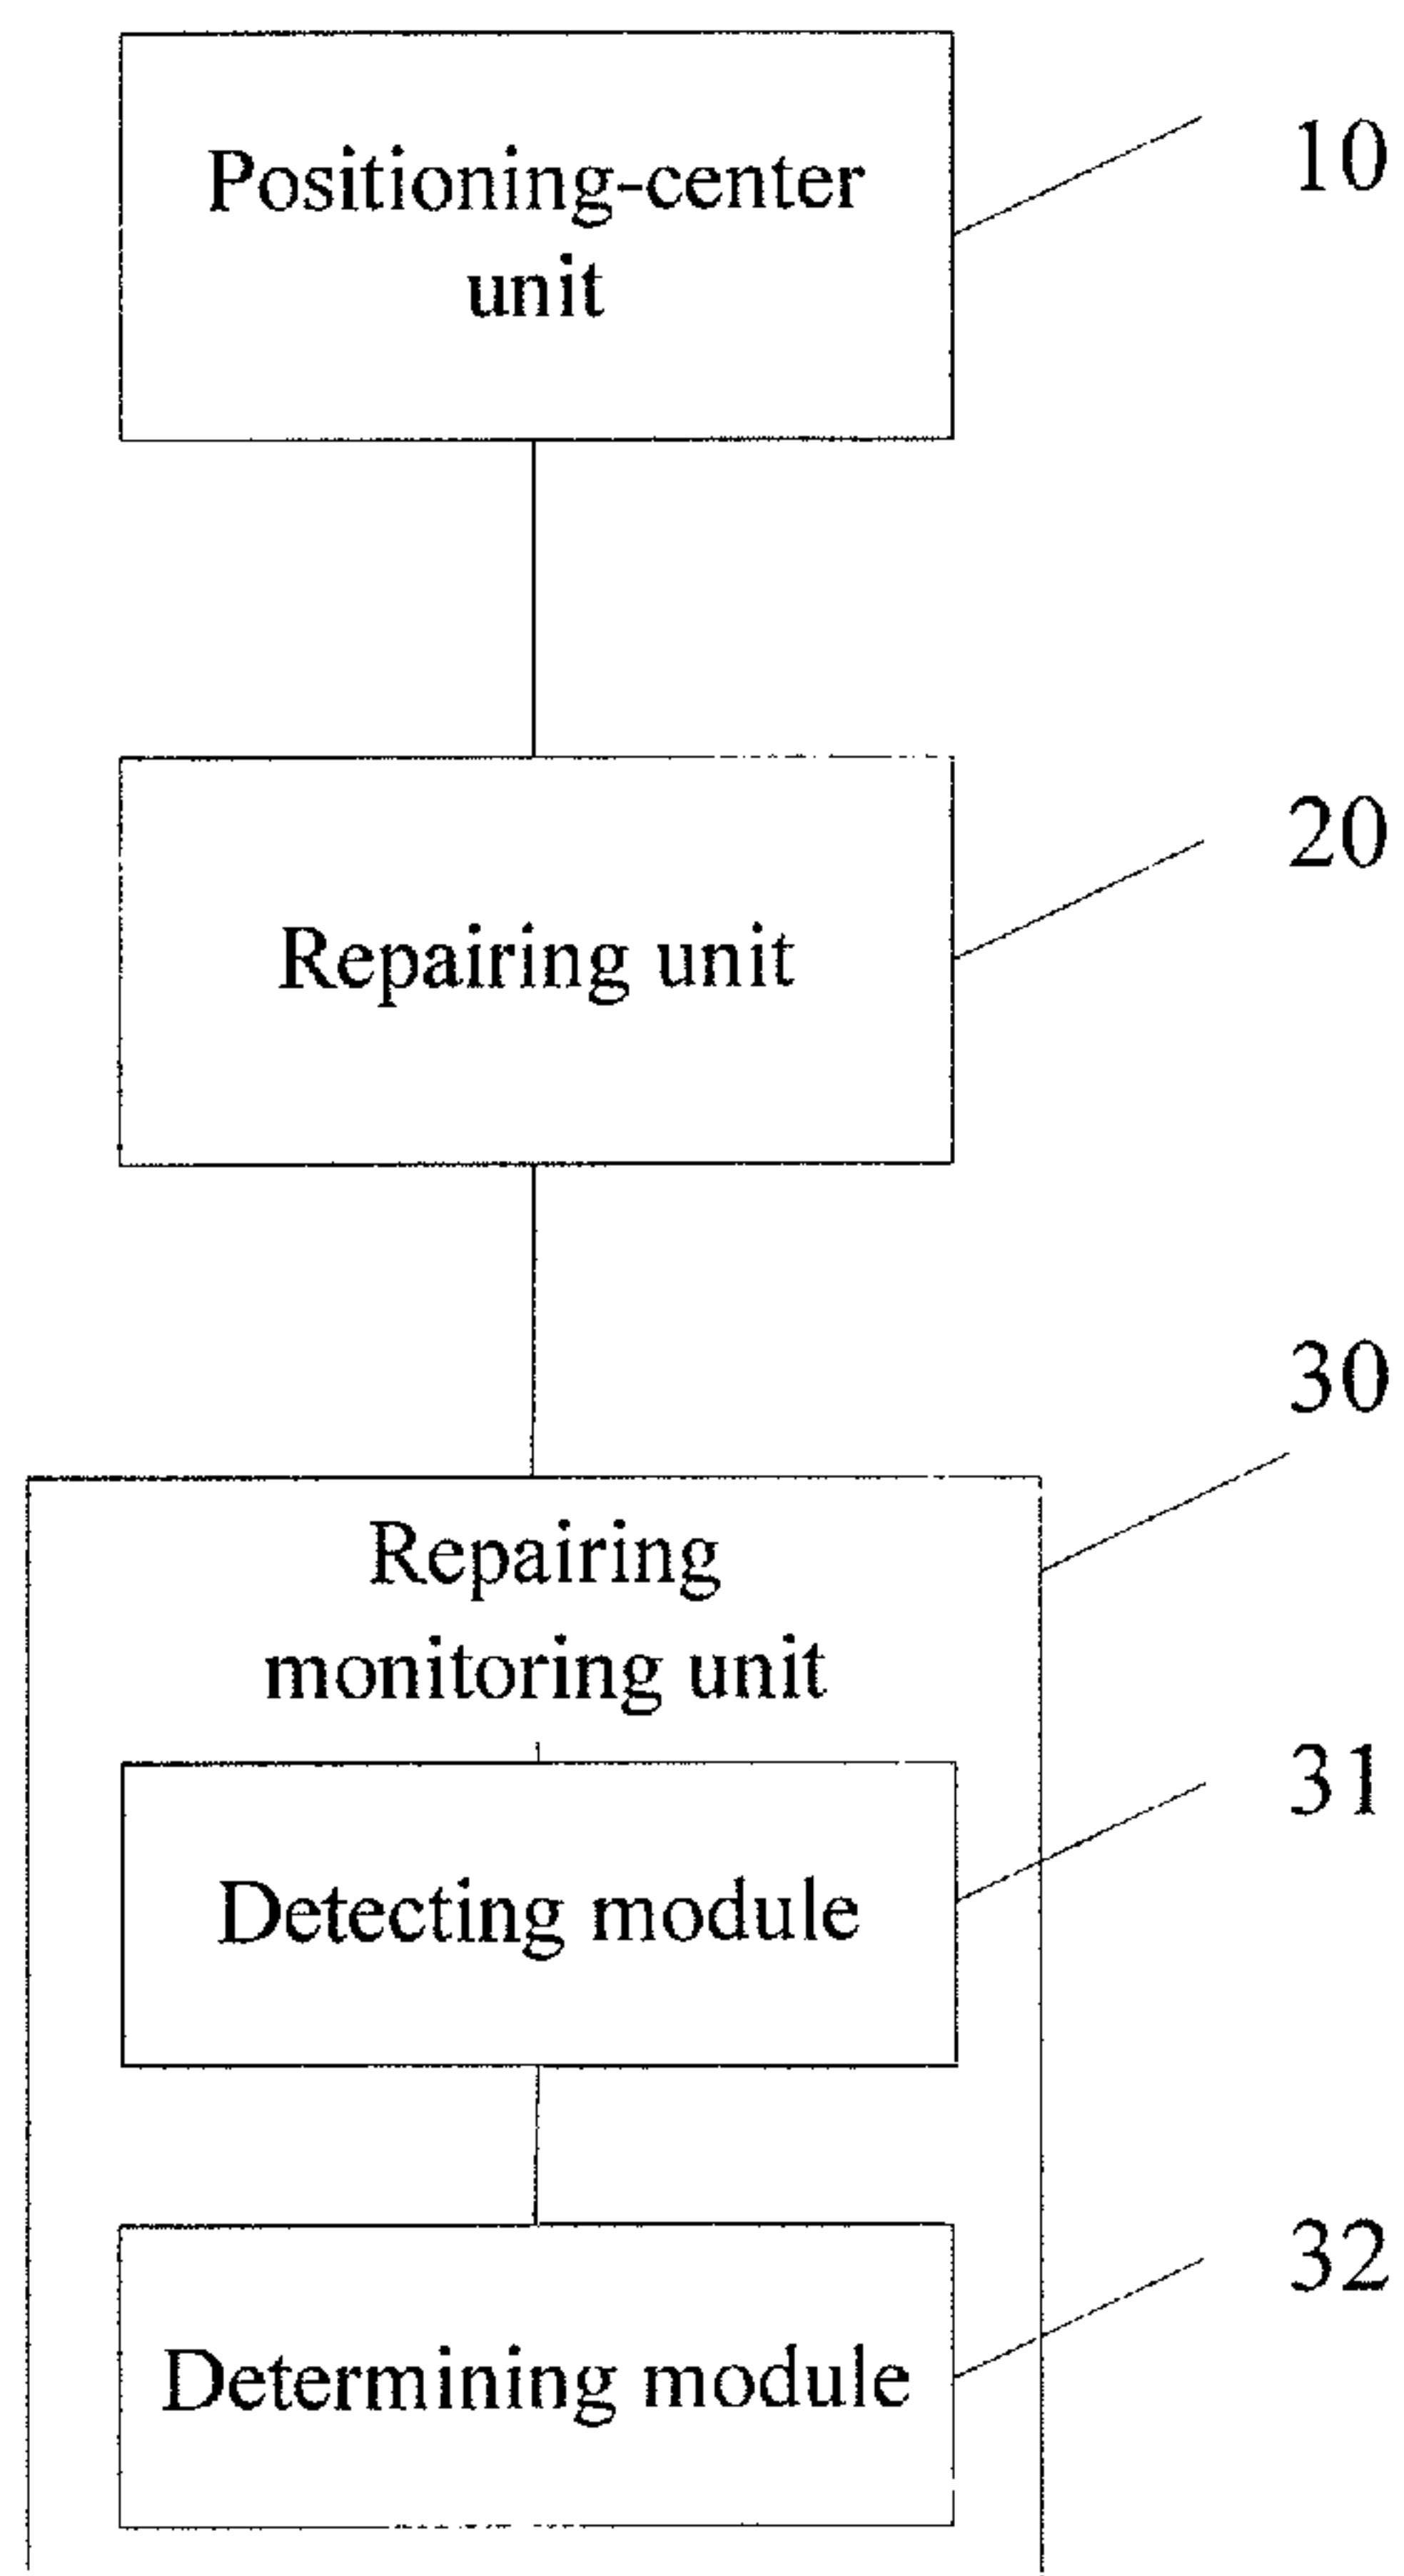 Positioning-center
unit
10
Repairing unit
20
30
Repairing
monitoring unit
Detecting module
31
Determining module
32